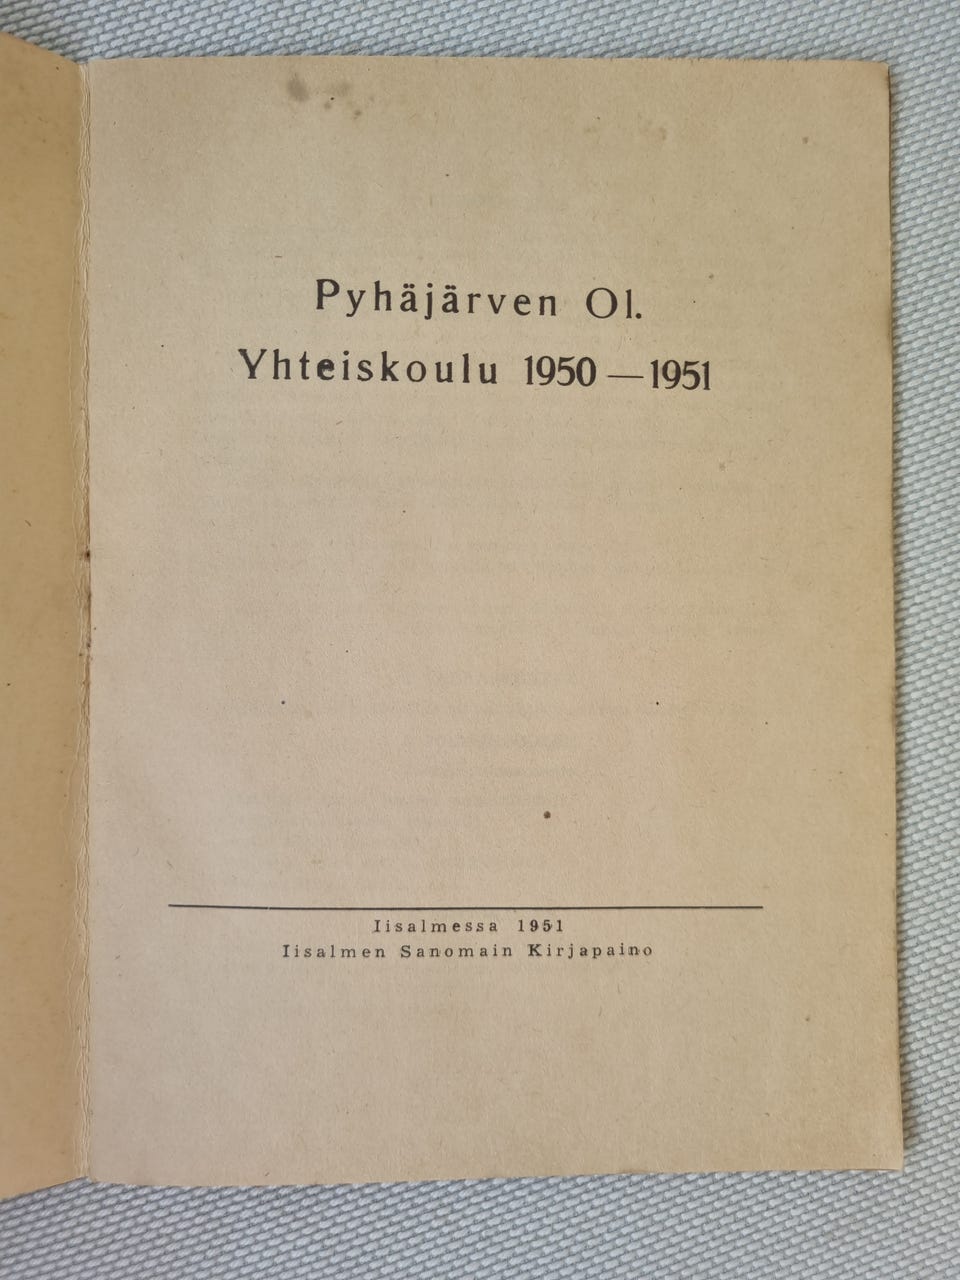 Pyhäjärven Ol.
Yhteiskoulu 1950 — 1951
Iisalmessa 1951
Iisalmen Sanomain Kirjapaino